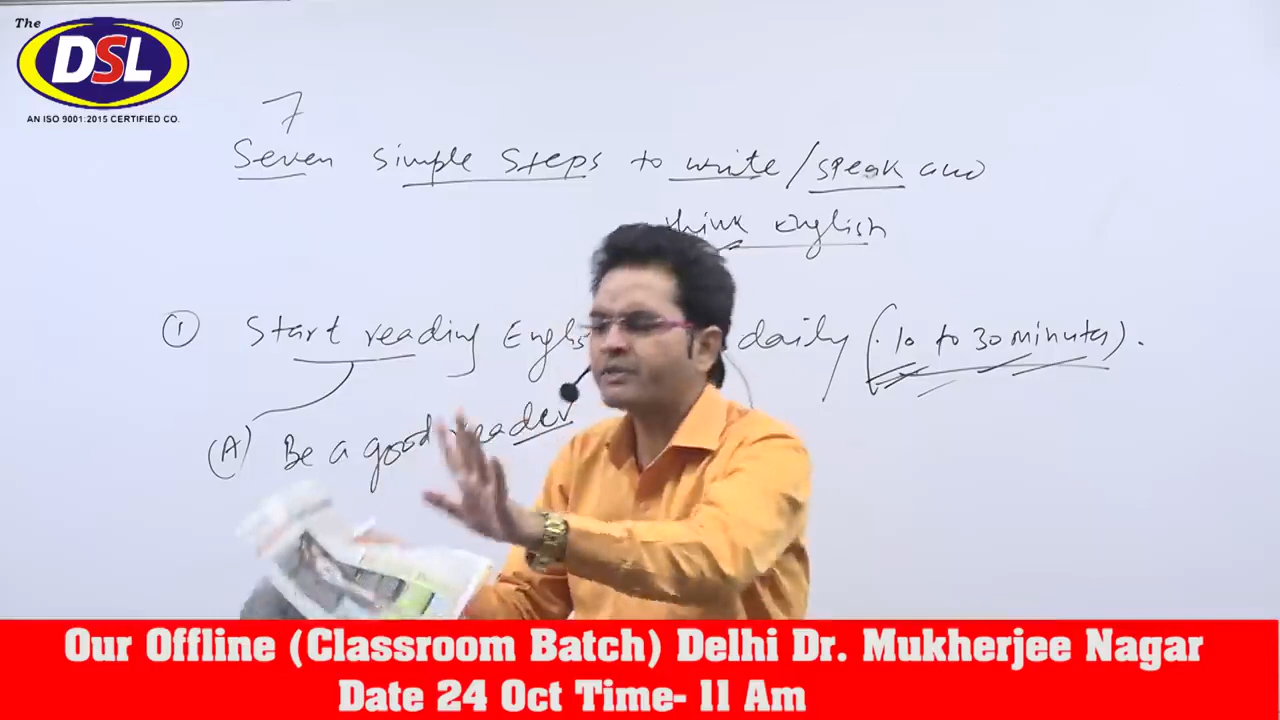 The
DSL
®
AN ISO 9001:2015 CERTIFIED CO.
7
Seven simple steps to write / speak and
think English
① Start reading English daily (10 to 30 minutes).
(A) Be a good reader
Our Offline (Classroom Batch) Delhi Dr. Mukherjee Nagar
Date 24 Oct Time- 11 Am